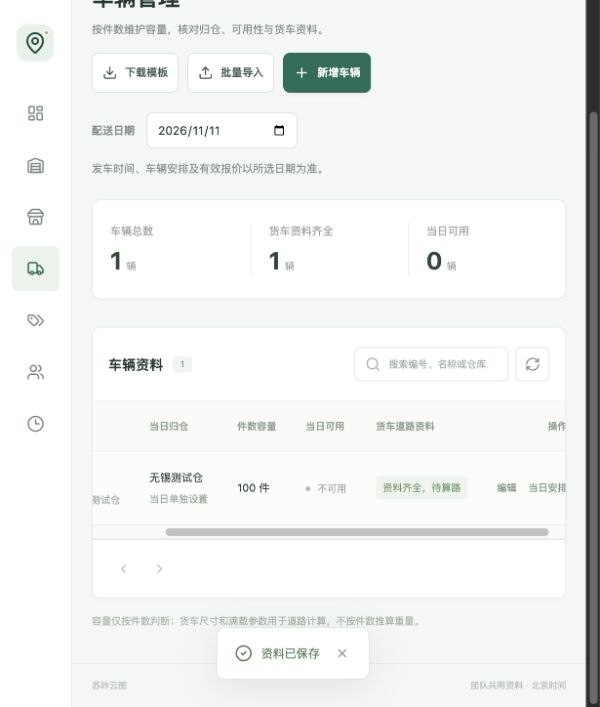 车辆管理
按件数维护容量，核对归仓、可用性与货车资料。
下载模板
批量导入
新增车辆
配送日期
2026/11/11
发车时间、车辆安排及有效报价以所选日期为准。
车辆总数
货车资料齐全
当日可用
1 辆
1 辆
0 辆
车辆资料
1
搜索编号、名称或仓库
当日归仓
件数容量
当日可用
货车道路资料
操作
测试仓
无锡测试仓
当日单独设置
100 件
不可用
资料齐全，待算路
编辑
当日安排
容量仅按件数判断；货车尺寸和满载参数用于道路计算，不按件数推算重量。
资料已保存
苏咔云图
团队共用资料 · 北京时间